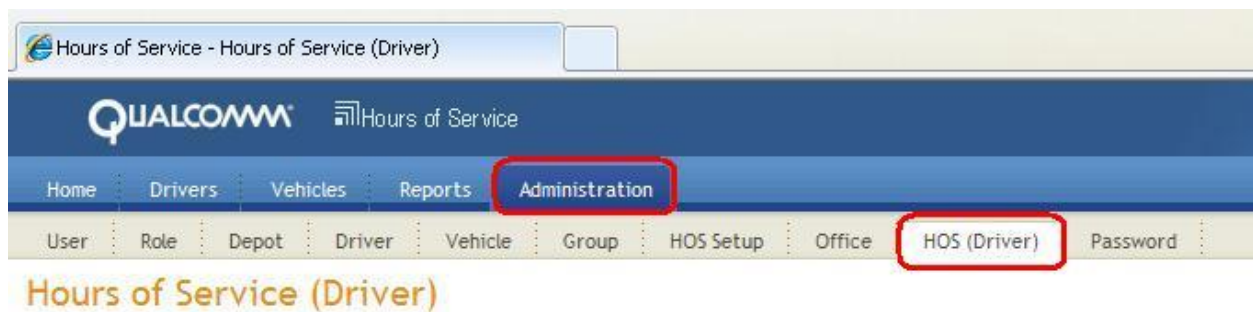 Hours of Service - Hours of Service (Driver)
QUALCOMM Hours of Service
Home Drivers Vehicles Reports Administration
User Role Depot Driver Vehicle Group HOS Setup Office HOS (Driver) Password
Hours of Service (Driver)